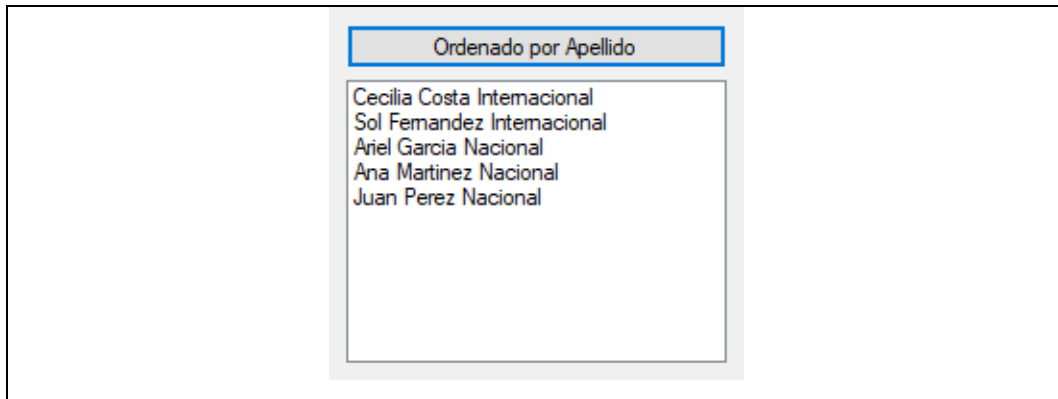 Ordenado por Apellido
Cecilia Costa Internacional
Sol Fernandez Internacional
Ariel Garcia Nacional
Ana Martinez Nacional
Juan Perez Nacional